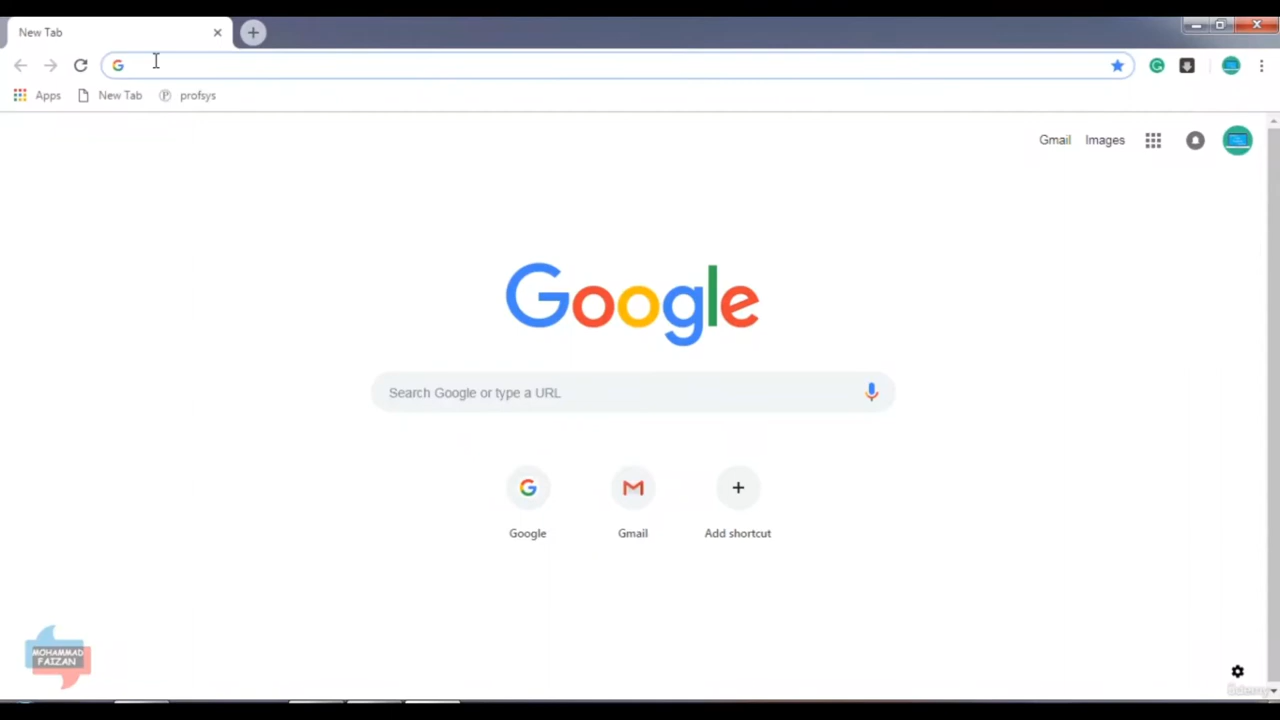 New Tab
Apps
New Tab
profsys
Gmail
Images
Google
Search Google or type a URL
Google
Gmail
Add shortcut
MOHAMMAD
FAIZAN
ûdemy